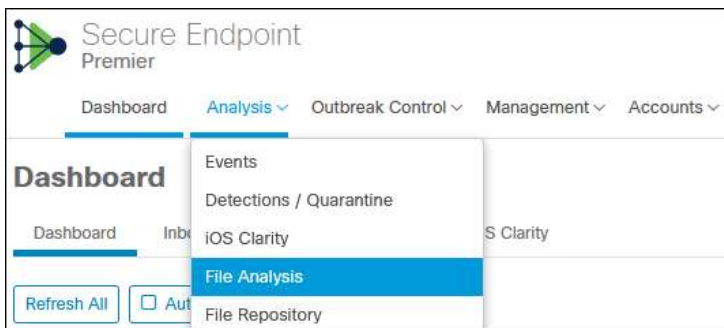 Secure Endpoint
Premier
Dashboard Analysis Outbreak Control Management Accounts
Dashboard
Events
Detections / Quarantine
Dashboard
iOS Clarity
S Clarity
File Analysis
Refresh All
File Repository